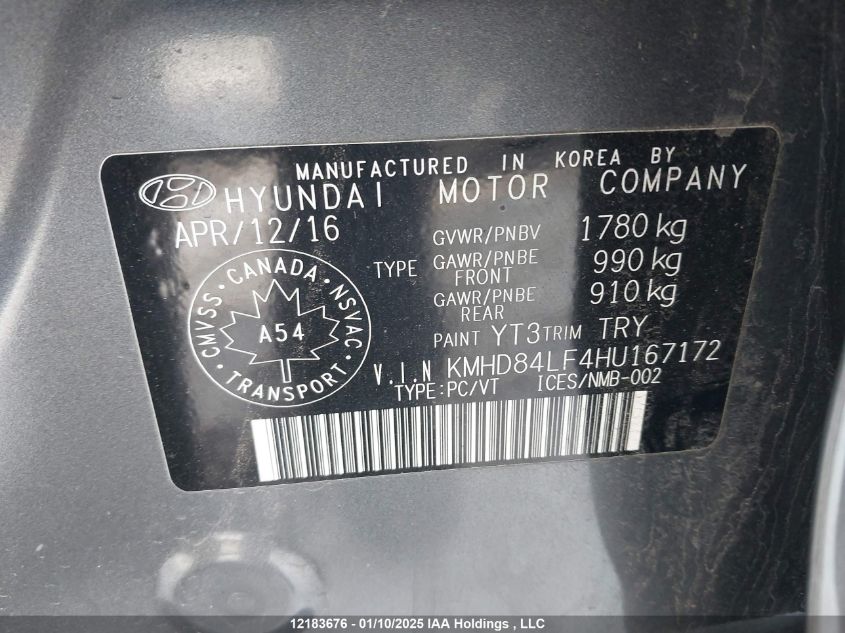 MANUFACTURED IN KOREA BY
HYUNDAI MOTOR COMPANY
APR/12/16
GVWR/PNBV 1780 kg
TYPE GAWR/PNBE FRONT 990 kg
GAWR/PNBE REAR 910 kg
PAINT YT3 TRIM TRY
V.I.N KMHD84LF4HU167172
TYPE:PC/VT ICES/NMB-002
CMVSS · CANADA · NSVAC · TRANSPORT ·
A54
12183676 - 01/10/2025 IAA Holdings , LLC